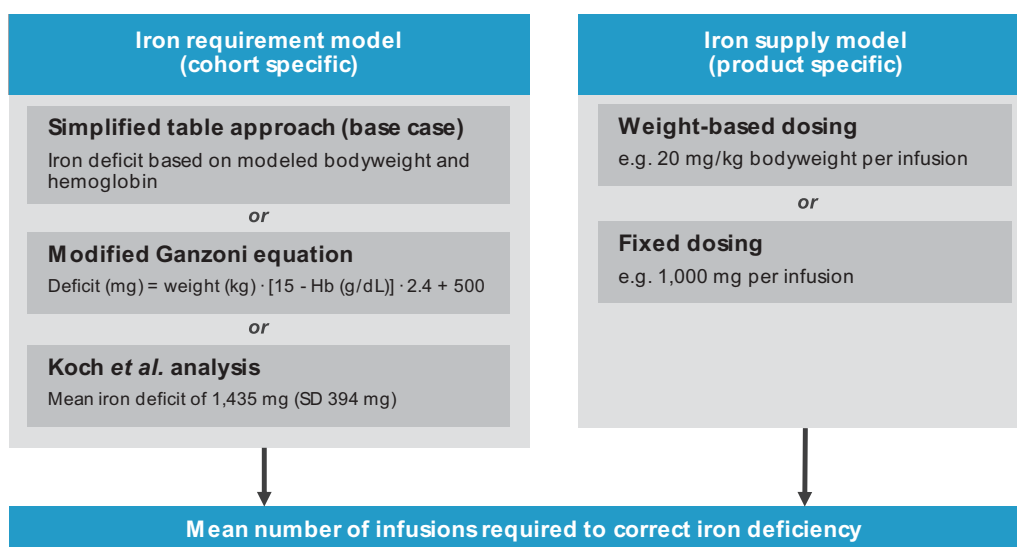 Iron requirement model
(cohort specific)
Simplified table approach (base case)
Iron deficit based on modeled bodyweight and
hemoglobin
or
Modified Ganzoni equation
Deficit (mg) = weight (kg) · [15 - Hb (g/dL)] · 2.4 + 500
or
Koch et al. analysis
Mean iron deficit of 1,435 mg (SD 394 mg)
Iron supply model
(product specific)
Weight-based dosing
e.g. 20 mg/kg bodyweight per infusion
or
Fixed dosing
e.g. 1,000 mg per infusion
Mean number of infusions required to correct iron deficiency